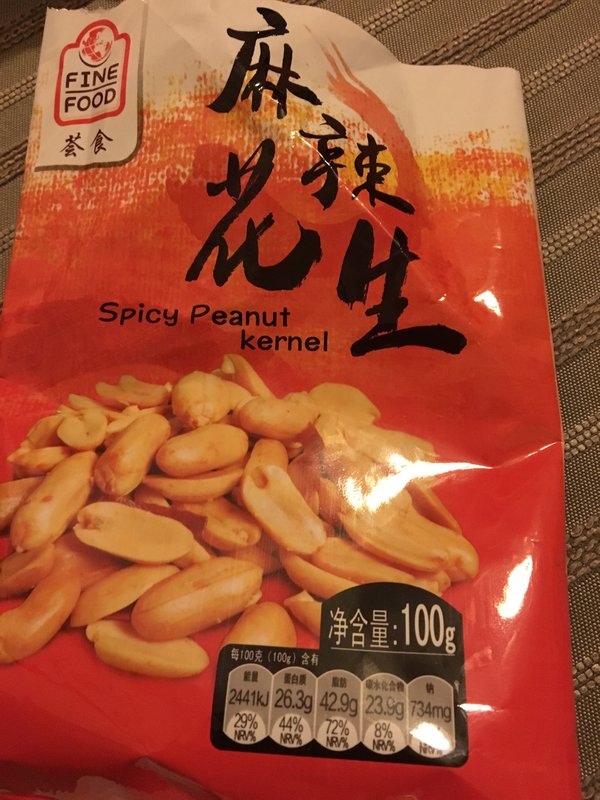 FINE
FOOD
荟食
麻辣
花生
Spicy Peanut
kernel
净含量:100g
每100克 (100g) 含有
能量 蛋白质 脂肪 碳水化合物 钠
2441kJ 26.3g 42.9g 23.9g 734mg
29% 44% 72% 8%
NRV% NRV% NRV% NRV% NRV%